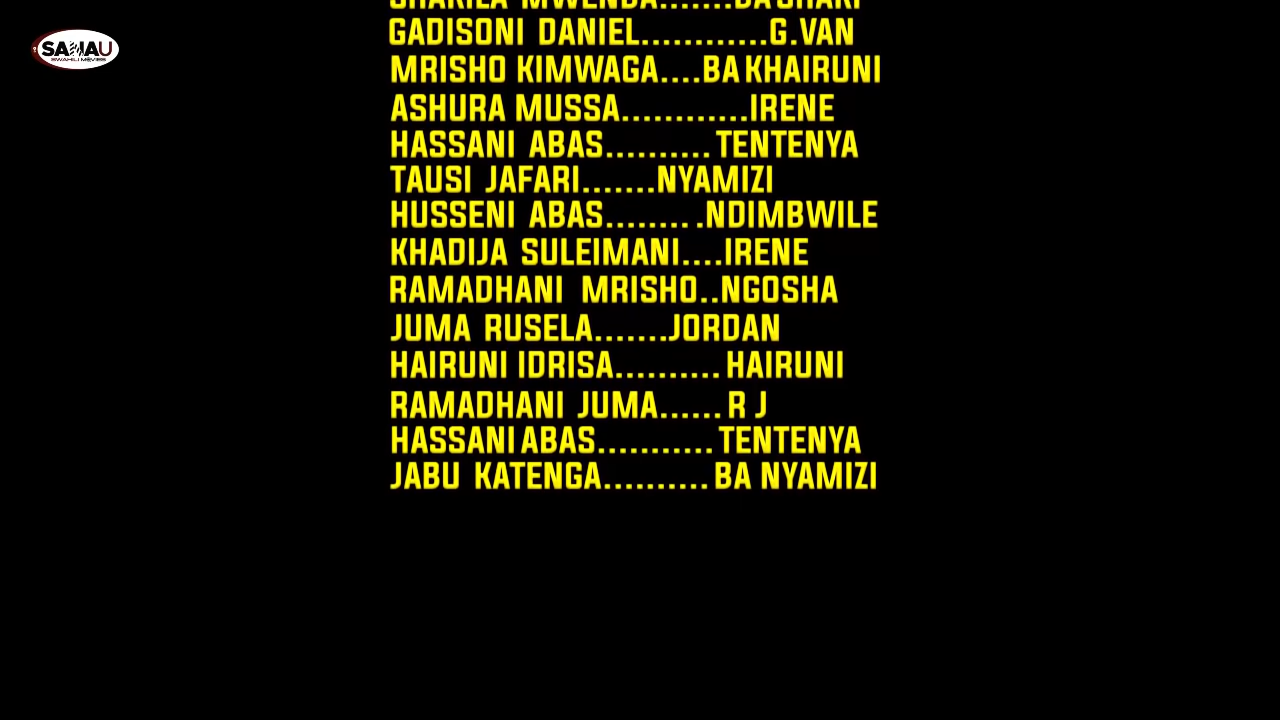 SAMAU
SWAHILI MOVIES
GADISONI DANIEL............G.VAN
MRISHO KIMWAGA....BA KHAIRUNI
ASHURA MUSSA............IRENE
HASSANI ABAS.......... TENTENYA
TAUSI JAFARI.......NYAMIZI
HUSSENI ABAS........ .NDIMBWILE
KHADIJA SULEIMANI....IRENE
RAMADHANI MRISHO..NGOSHA
JUMA RUSELA.......JORDAN
HAIRUNI IDRISA.......... HAIRUNI
RAMADHANI JUMA...... R J
HASSANI ABAS........... TENTENYA
JABU KATENGA.......... BA NYAMIZI